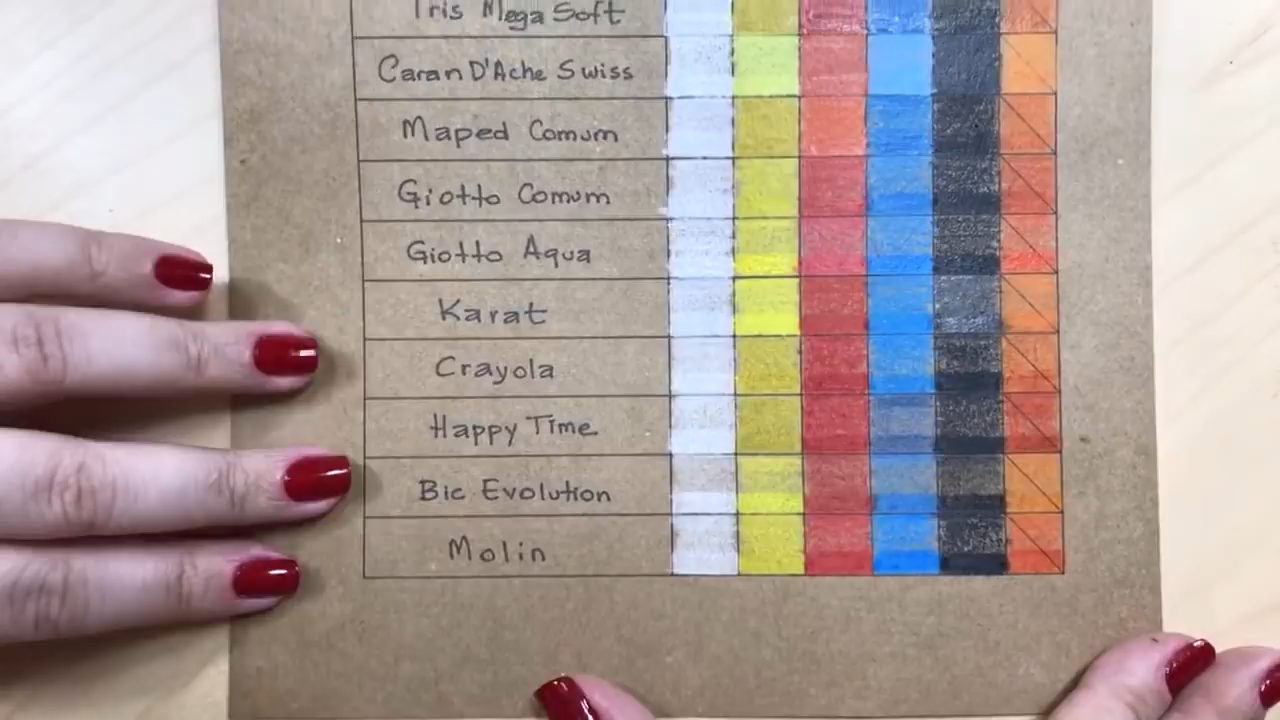 Tris Mega Soft
Caran D'Ache Swiss
Maped Comum
Giotto Comum
Giotto Aqua
Karat
Crayola
Happy Time
Bic Evolution
Molin